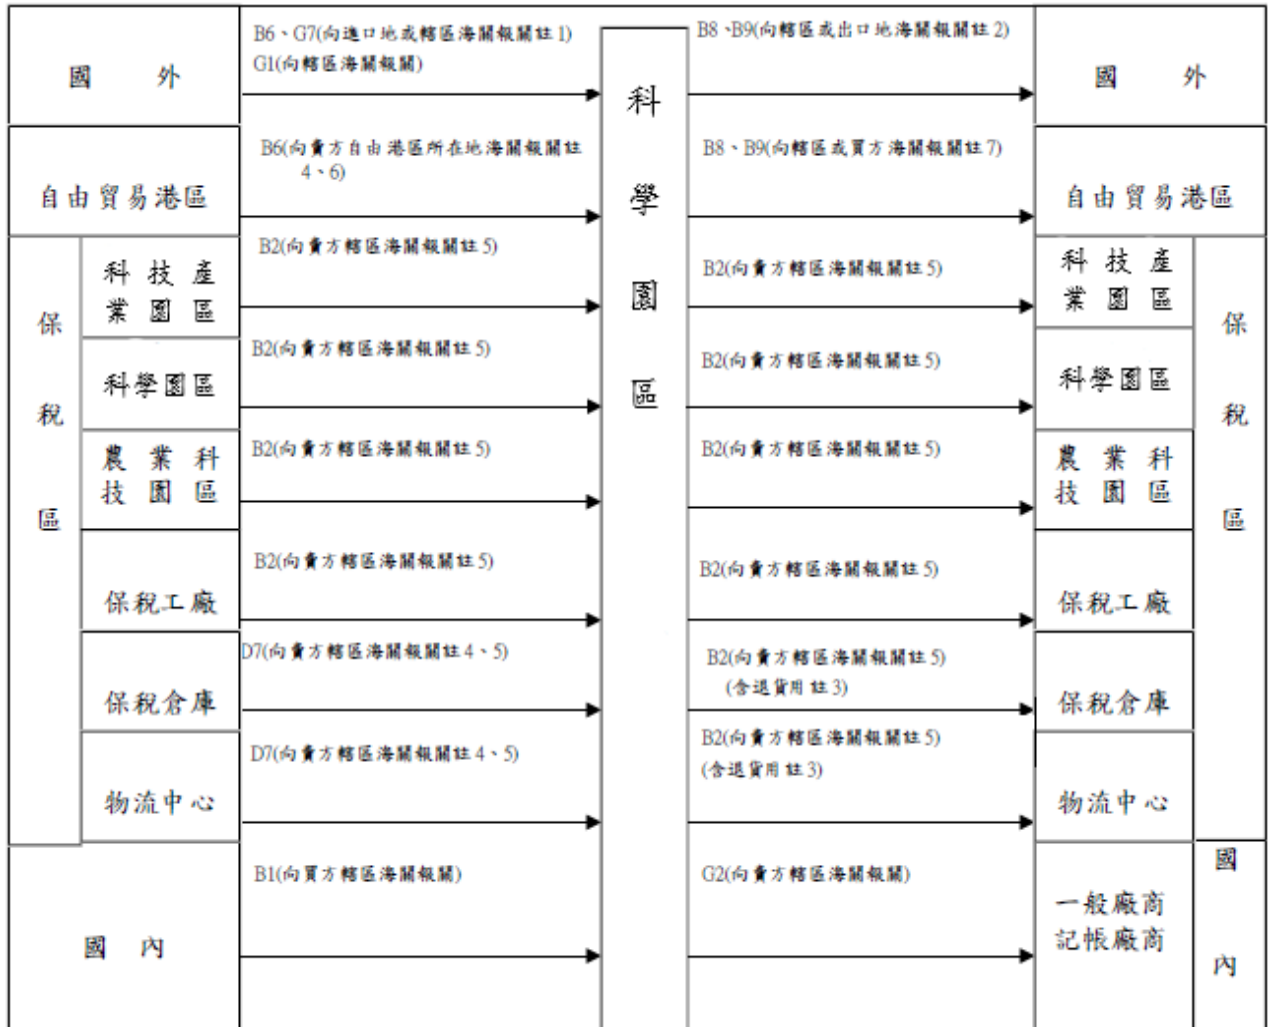 國 外
B6、G7(向進口地或轄區海關報關註 1)
G1(向轄區海關報關)
自由貿易港區
B6(向賣方自由港區所在地海關報關註
4、6)
保稅區
科技產
業園區
B2(向賣方轄區海關報關註 5)
科學園區
B2(向賣方轄區海關報關註 5)
農業科
技園區
B2(向賣方轄區海關報關註 5)
保稅工廠
B2(向賣方轄區海關報關註 5)
保稅倉庫
D7(向賣方轄區海關報關註 4、5)
物流中心
D7(向賣方轄區海關報關註 4、5)
國 內
B1(向買方轄區海關報關)
科學園區
B8、B9(向轄區或出口地海關報關註 2)
國 外
B8、B9(向轄區或買方海關報關註 7)
自由貿易港區
B2(向賣方轄區海關報關註 5)
科技產
業園區
保稅區
B2(向賣方轄區海關報關註 5)
科學園區
B2(向賣方轄區海關報關註 5)
農業科
技園區
B2(向賣方轄區海關報關註 5)
保稅工廠
B2(向賣方轄區海關報關註 5)
(含退貨用註 3)
保稅倉庫
B2(向賣方轄區海關報關註 5)
(含退貨用註 3)
物流中心
G2(向賣方轄區海關報關)
一般廠商
記帳廠商
國內